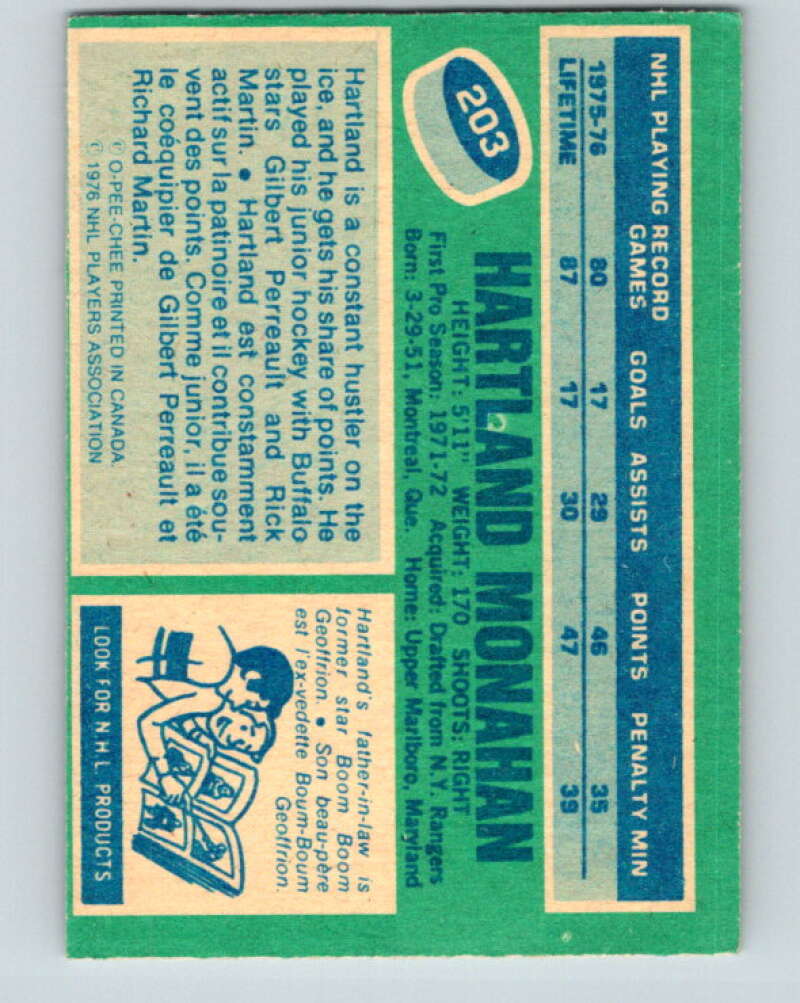 NHL PLAYING RECORD
GAMES GOALS ASSISTS POINTS PENALTY MIN
1975-76 80 17 29 46 35
LIFETIME 87 17 30 47 39
203
HARTLAND MONAHAN
HEIGHT: 5'11" WEIGHT: 170 SHOOTS: RIGHT
First Pro Season: 1971-72 Acquired: Drafted from N.Y. Rangers
Born: 3-29-51, Montreal, Que. Home: Upper Marlboro, Maryland
Hartland is a constant hustler on the
ice, and he gets his share of points. He
played his junior hockey with Buffalo
stars Gilbert Perreault and Rick
Martin. • Hartland est constamment
actif sur la patinoire et il contribue sou-
vent des points. Comme junior, il a été
le coéquipier de Gilbert Perreault et
Richard Martin.
© O-PEE-CHEE PRINTED IN CANADA.
© 1976 NHL PLAYERS ASSOCIATION
Hartland's father-in-law is
former star Boom Boom
Geoffrion. • Son beau-père
est l'ex-vedette Boum-Boum
Geoffrion.
LOOK FOR N.H.L. PRODUCTS